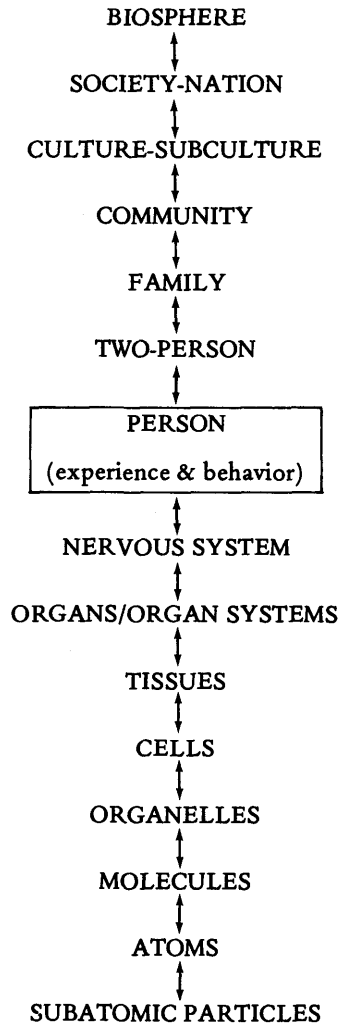 BIOSPHERE
SOCIETY-NATION
CULTURE-SUBCULTURE
COMMUNITY
FAMILY
TWO-PERSON
PERSON
(experience & behavior)
NERVOUS SYSTEM
ORGANS/ORGAN SYSTEMS
TISSUES
CELLS
ORGANELLES
MOLECULES
ATOMS
SUBATOMIC PARTICLES